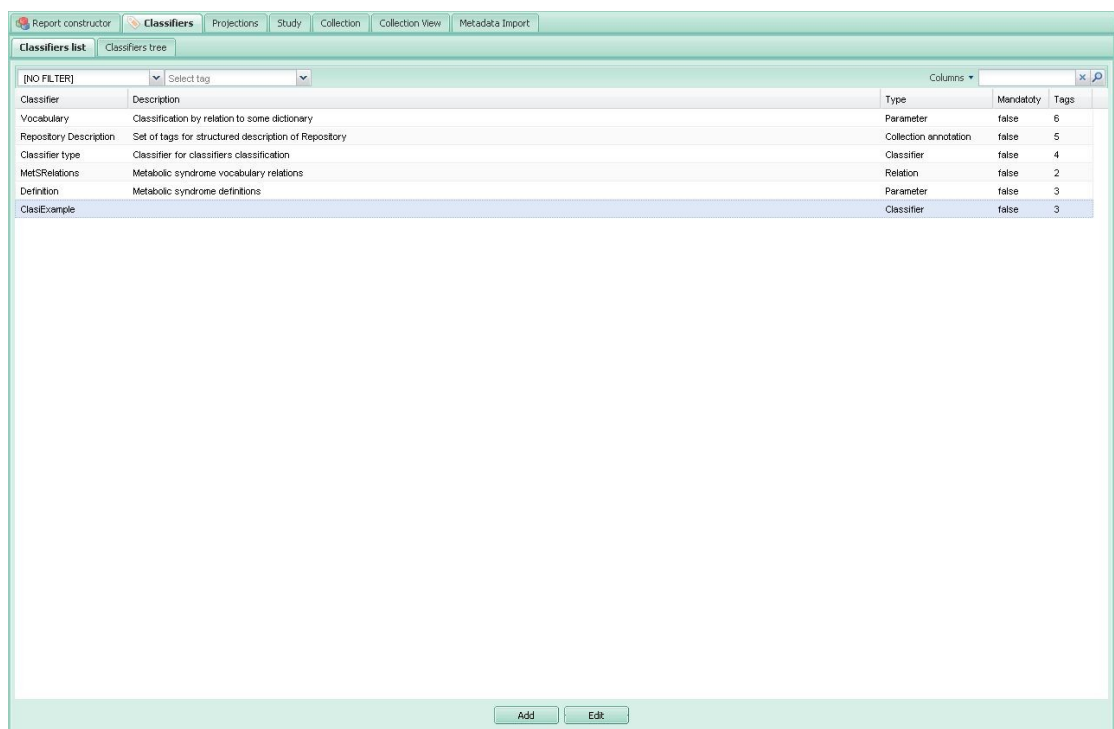 Report constructor Classifiers Projections Study Collection Collection View Metadata Import
Classifiers list Classifiers tree
[NO FILTER] Select tag Columns
Classifier Description Type Mandatoty Tags
Vocabulary Classification by relation to some dictionary Parameter false 6
Repository Description Set of tags for structured description of Repository Collection annotation false 5
Classifier type Classifier for classifiers classification Classifier false 4
MetSRelations Metabolic syndrome vocabulary relations Relation false 2
Definition Metabolic syndrome definitions Parameter false 3
ClasiExample Classifier false 3
Add Edit